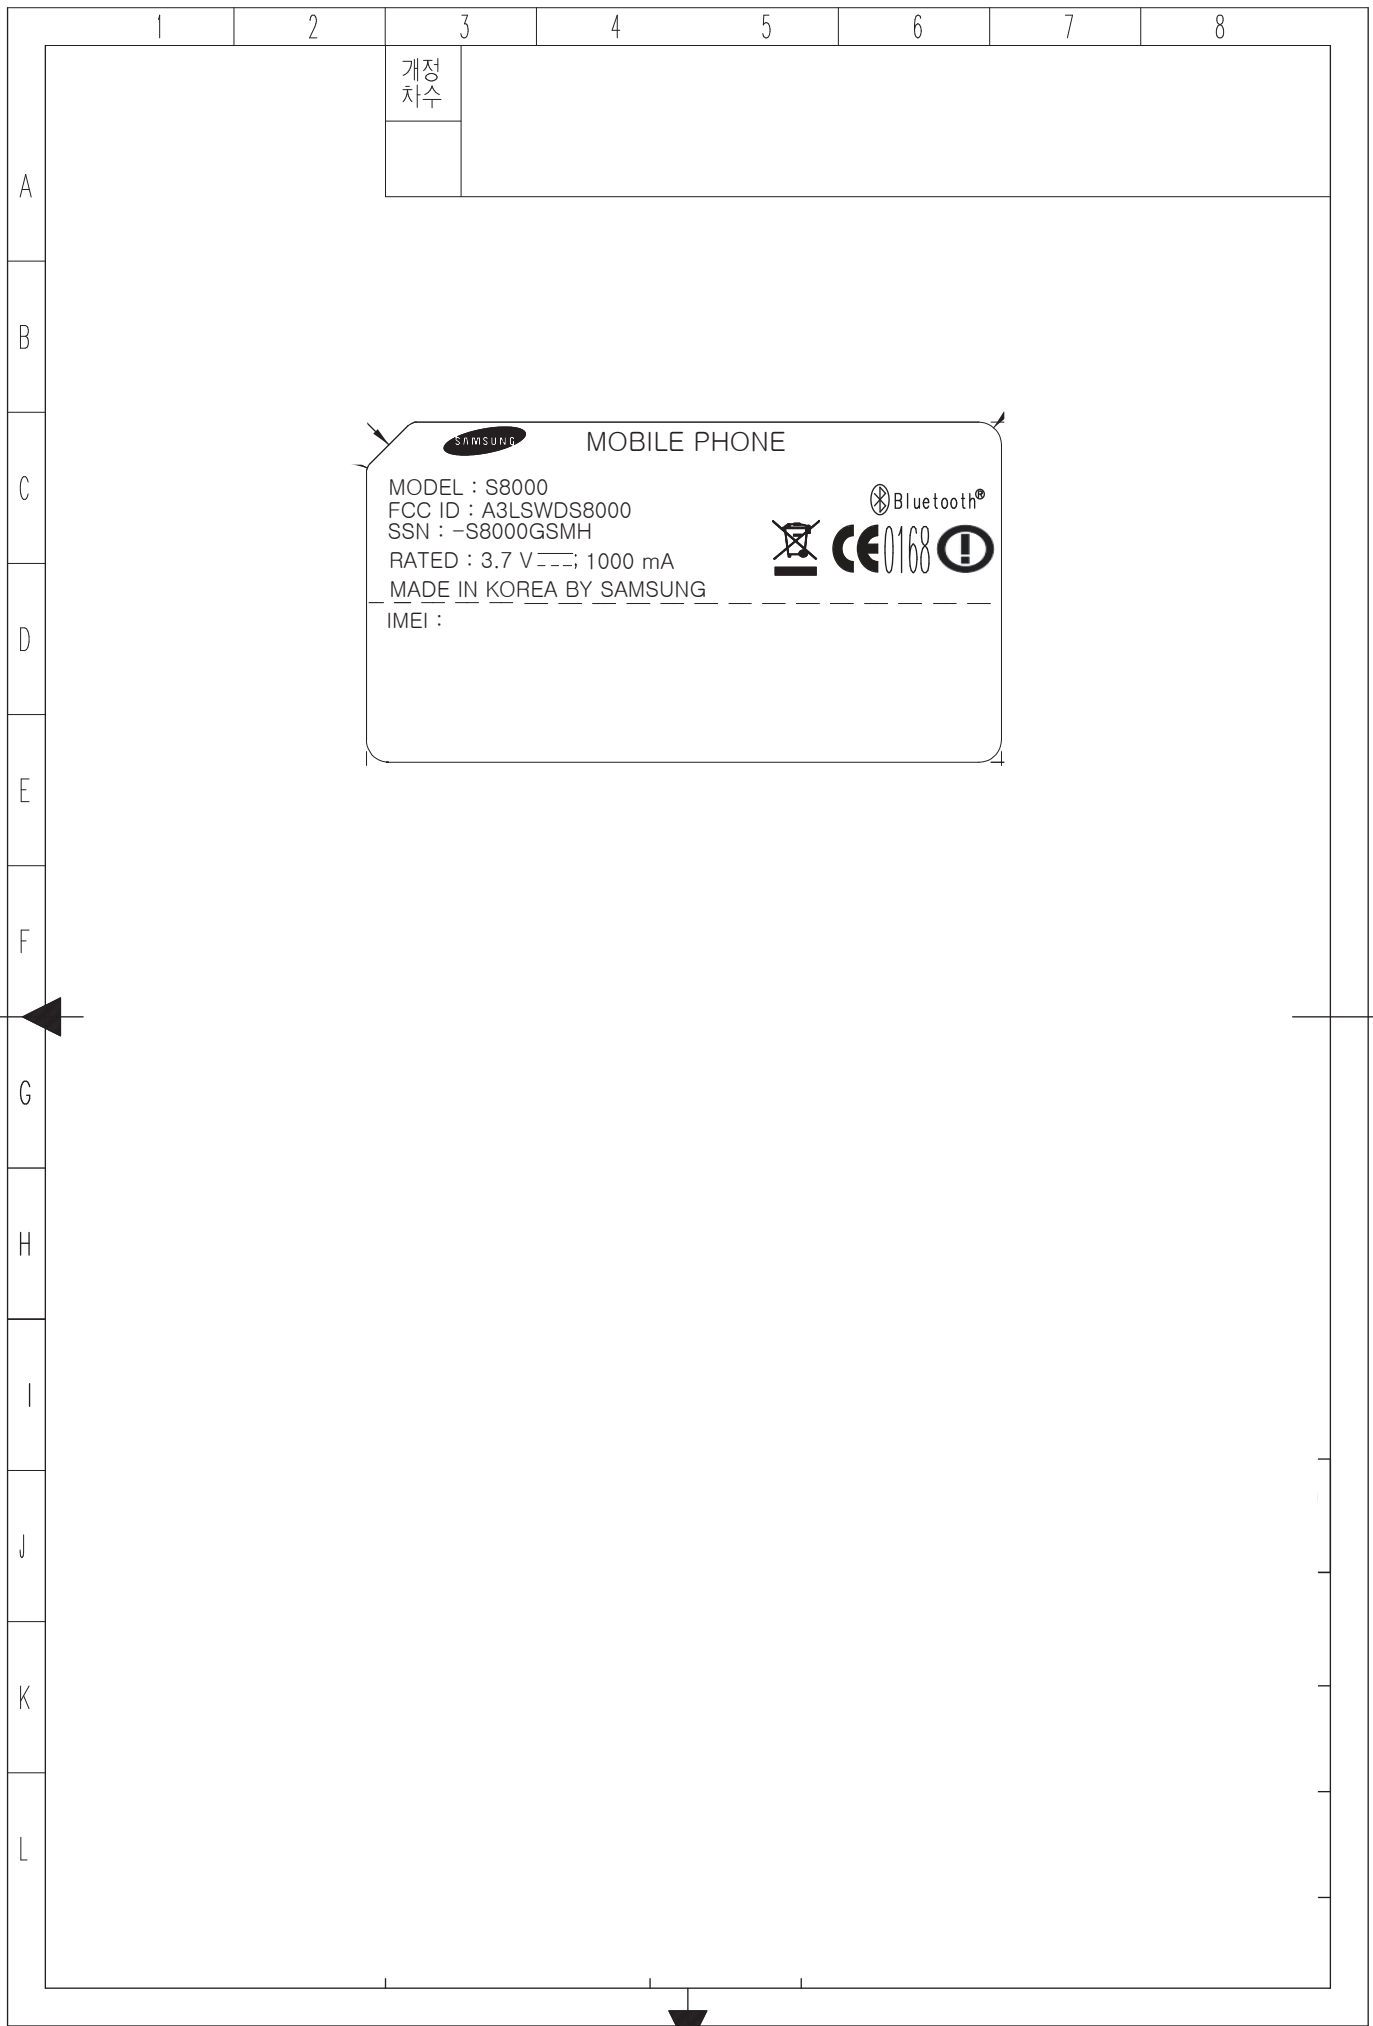 1 2 3 4 5 6 7 8
개정
차수
A
B
C
D
E
F
G
H
I
J
K
L
SAMSUNG MOBILE PHONE
MODEL : S8000
FCC ID : A3LSWDS8000
SSN : -S8000GSMH
RATED : 3.7 V ; 1000 mA
MADE IN KOREA BY SAMSUNG
Bluetooth®
CE0168
IMEI :